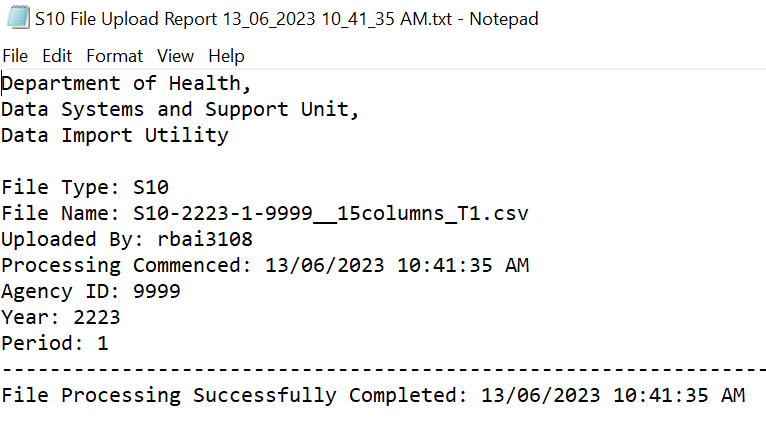 S10 File Upload Report 13_06_2023 10_41_35 AM.txt - Notepad
File Edit Format View Help
Department of Health,
Data Systems and Support Unit,
Data Import Utility
File Type: S10
File Name: S10-2223-1-9999__15columns_T1.csv
Uploaded By: rbai3108
Processing Commenced: 13/06/2023 10:41:35 AM
Agency ID: 9999
Year: 2223
Period: 1
----------------------------------------------------------------
File Processing Successfully Completed: 13/06/2023 10:41:35 AM